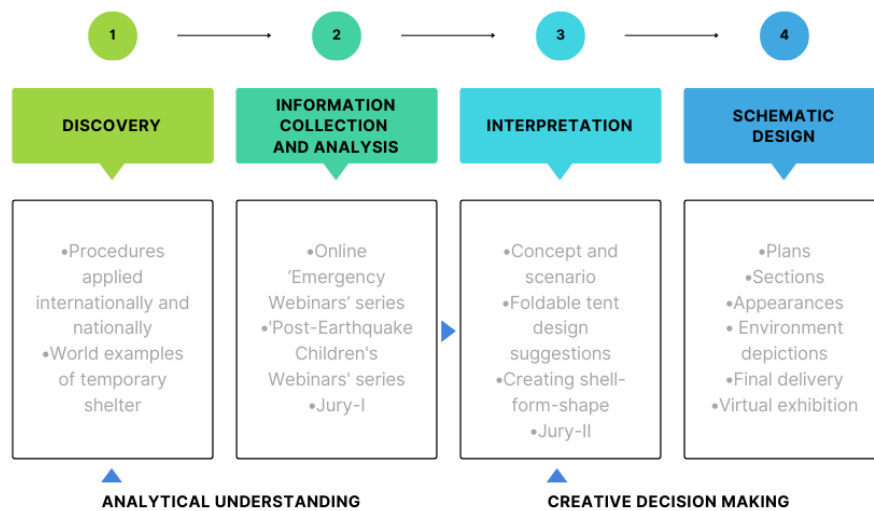 1
2
3
4
DISCOVERY
INFORMATION
COLLECTION
AND ANALYSIS
INTERPRETATION
SCHEMATIC
DESIGN
•Procedures
applied
internationally and
nationally
•World examples
of temporary
shelter
•Online
‘Emergency
Webinars’ series
•'Post-Earthquake
Children's
Webinars' series
•Jury-I
•Concept and
scenario
•Foldable tent
design
suggestions
•Creating shell-
form-shape
•Jury-II
•Plans
•Sections
•Appearances
• Environment
depictions
•Final delivery
•Virtual exhibition
ANALYTICAL UNDERSTANDING
CREATIVE DECISION MAKING